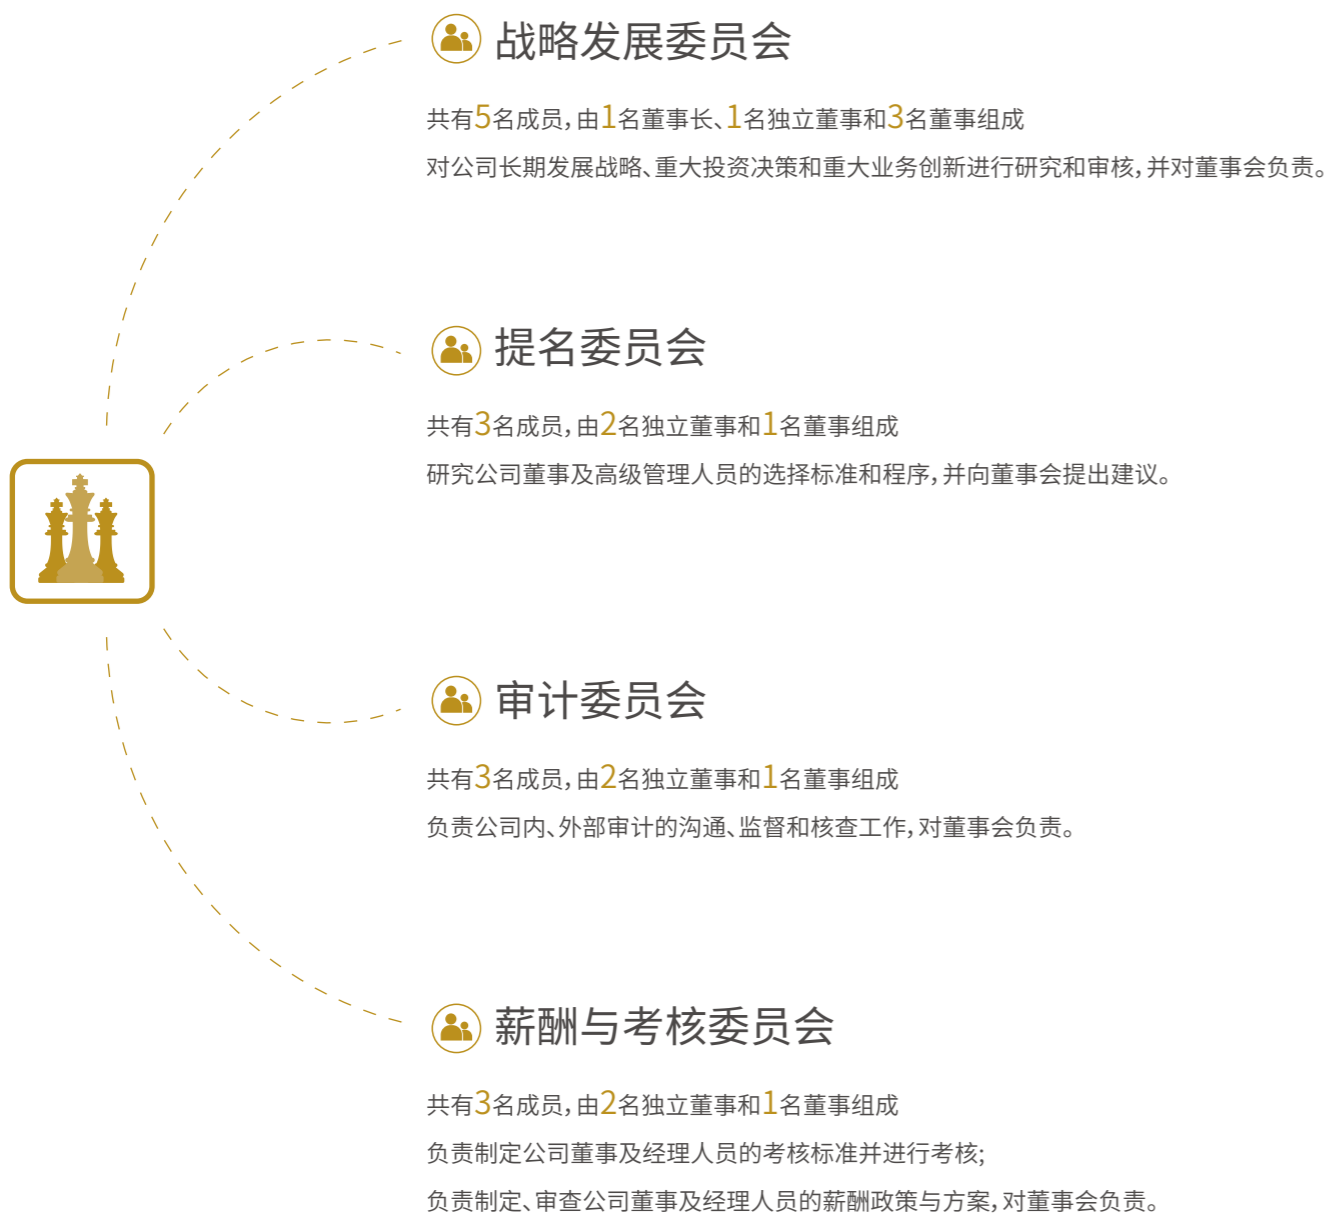 战略发展委员会
共有5名成员，由1名董事长、1名独立董事和3名董事组成
对公司长期发展战略、重大投资决策和重大业务创新进行研究和审核，并对董事会负责。
提名委员会
共有3名成员，由2名独立董事和1名董事组成
研究公司董事及高级管理人员的选择标准和程序，并向董事会提出建议。
审计委员会
共有3名成员，由2名独立董事和1名董事组成
负责公司内、外部审计的沟通、监督和核查工作，对董事会负责。
薪酬与考核委员会
共有3名成员，由2名独立董事和1名董事组成
负责制定公司董事及经理人员的考核标准并进行考核;
负责制定、审查公司董事及经理人员的薪酬政策与方案，对董事会负责。